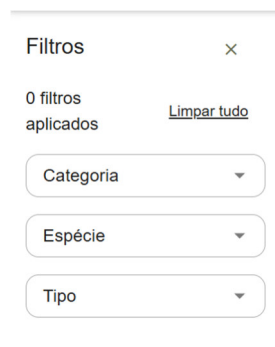 Filtros
0 filtros
aplicados
Limpar tudo
Categoria
Espécie
Tipo